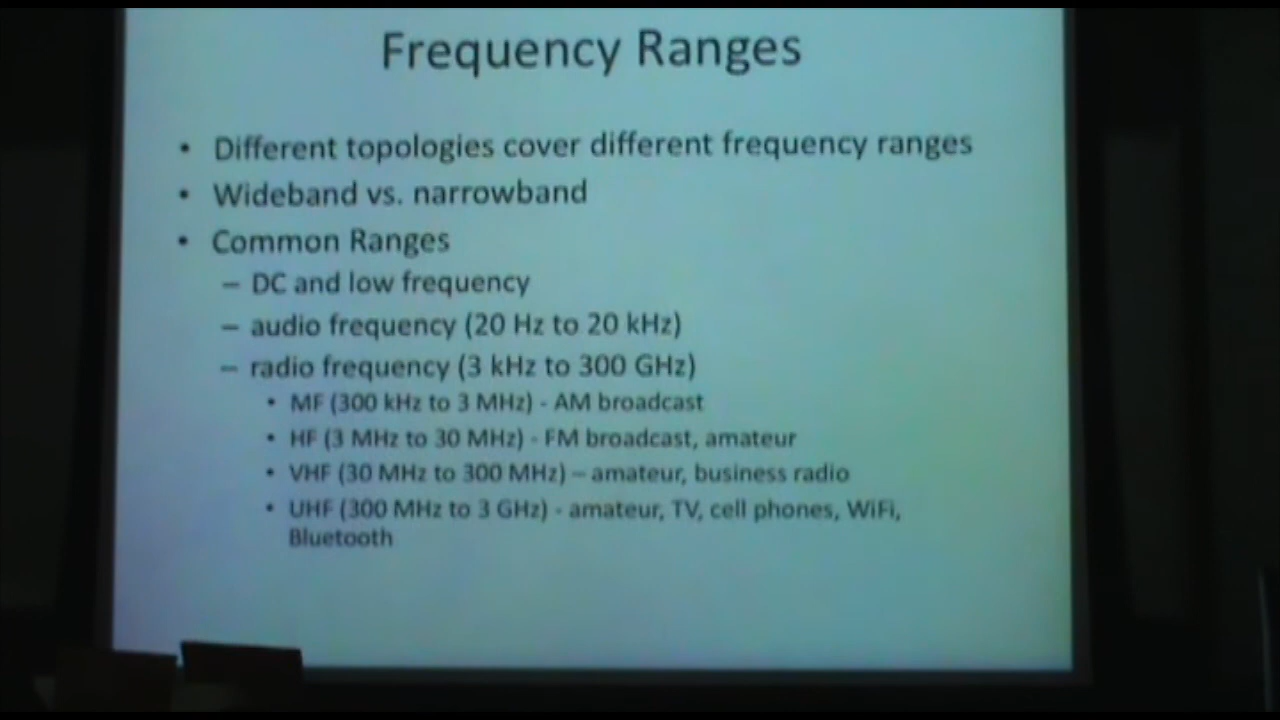 Frequency Ranges
• Different topologies cover different frequency ranges
• Wideband vs. narrowband
• Common Ranges
– DC and low frequency
– audio frequency (20 Hz to 20 kHz)
– radio frequency (3 kHz to 300 GHz)
• MF (300 kHz to 3 MHz) - AM broadcast
• HF (3 MHz to 30 MHz) - FM broadcast, amateur
• VHF (30 MHz to 300 MHz) – amateur, business radio
• UHF (300 MHz to 3 GHz) - amateur, TV, cell phones, WiFi,
Bluetooth